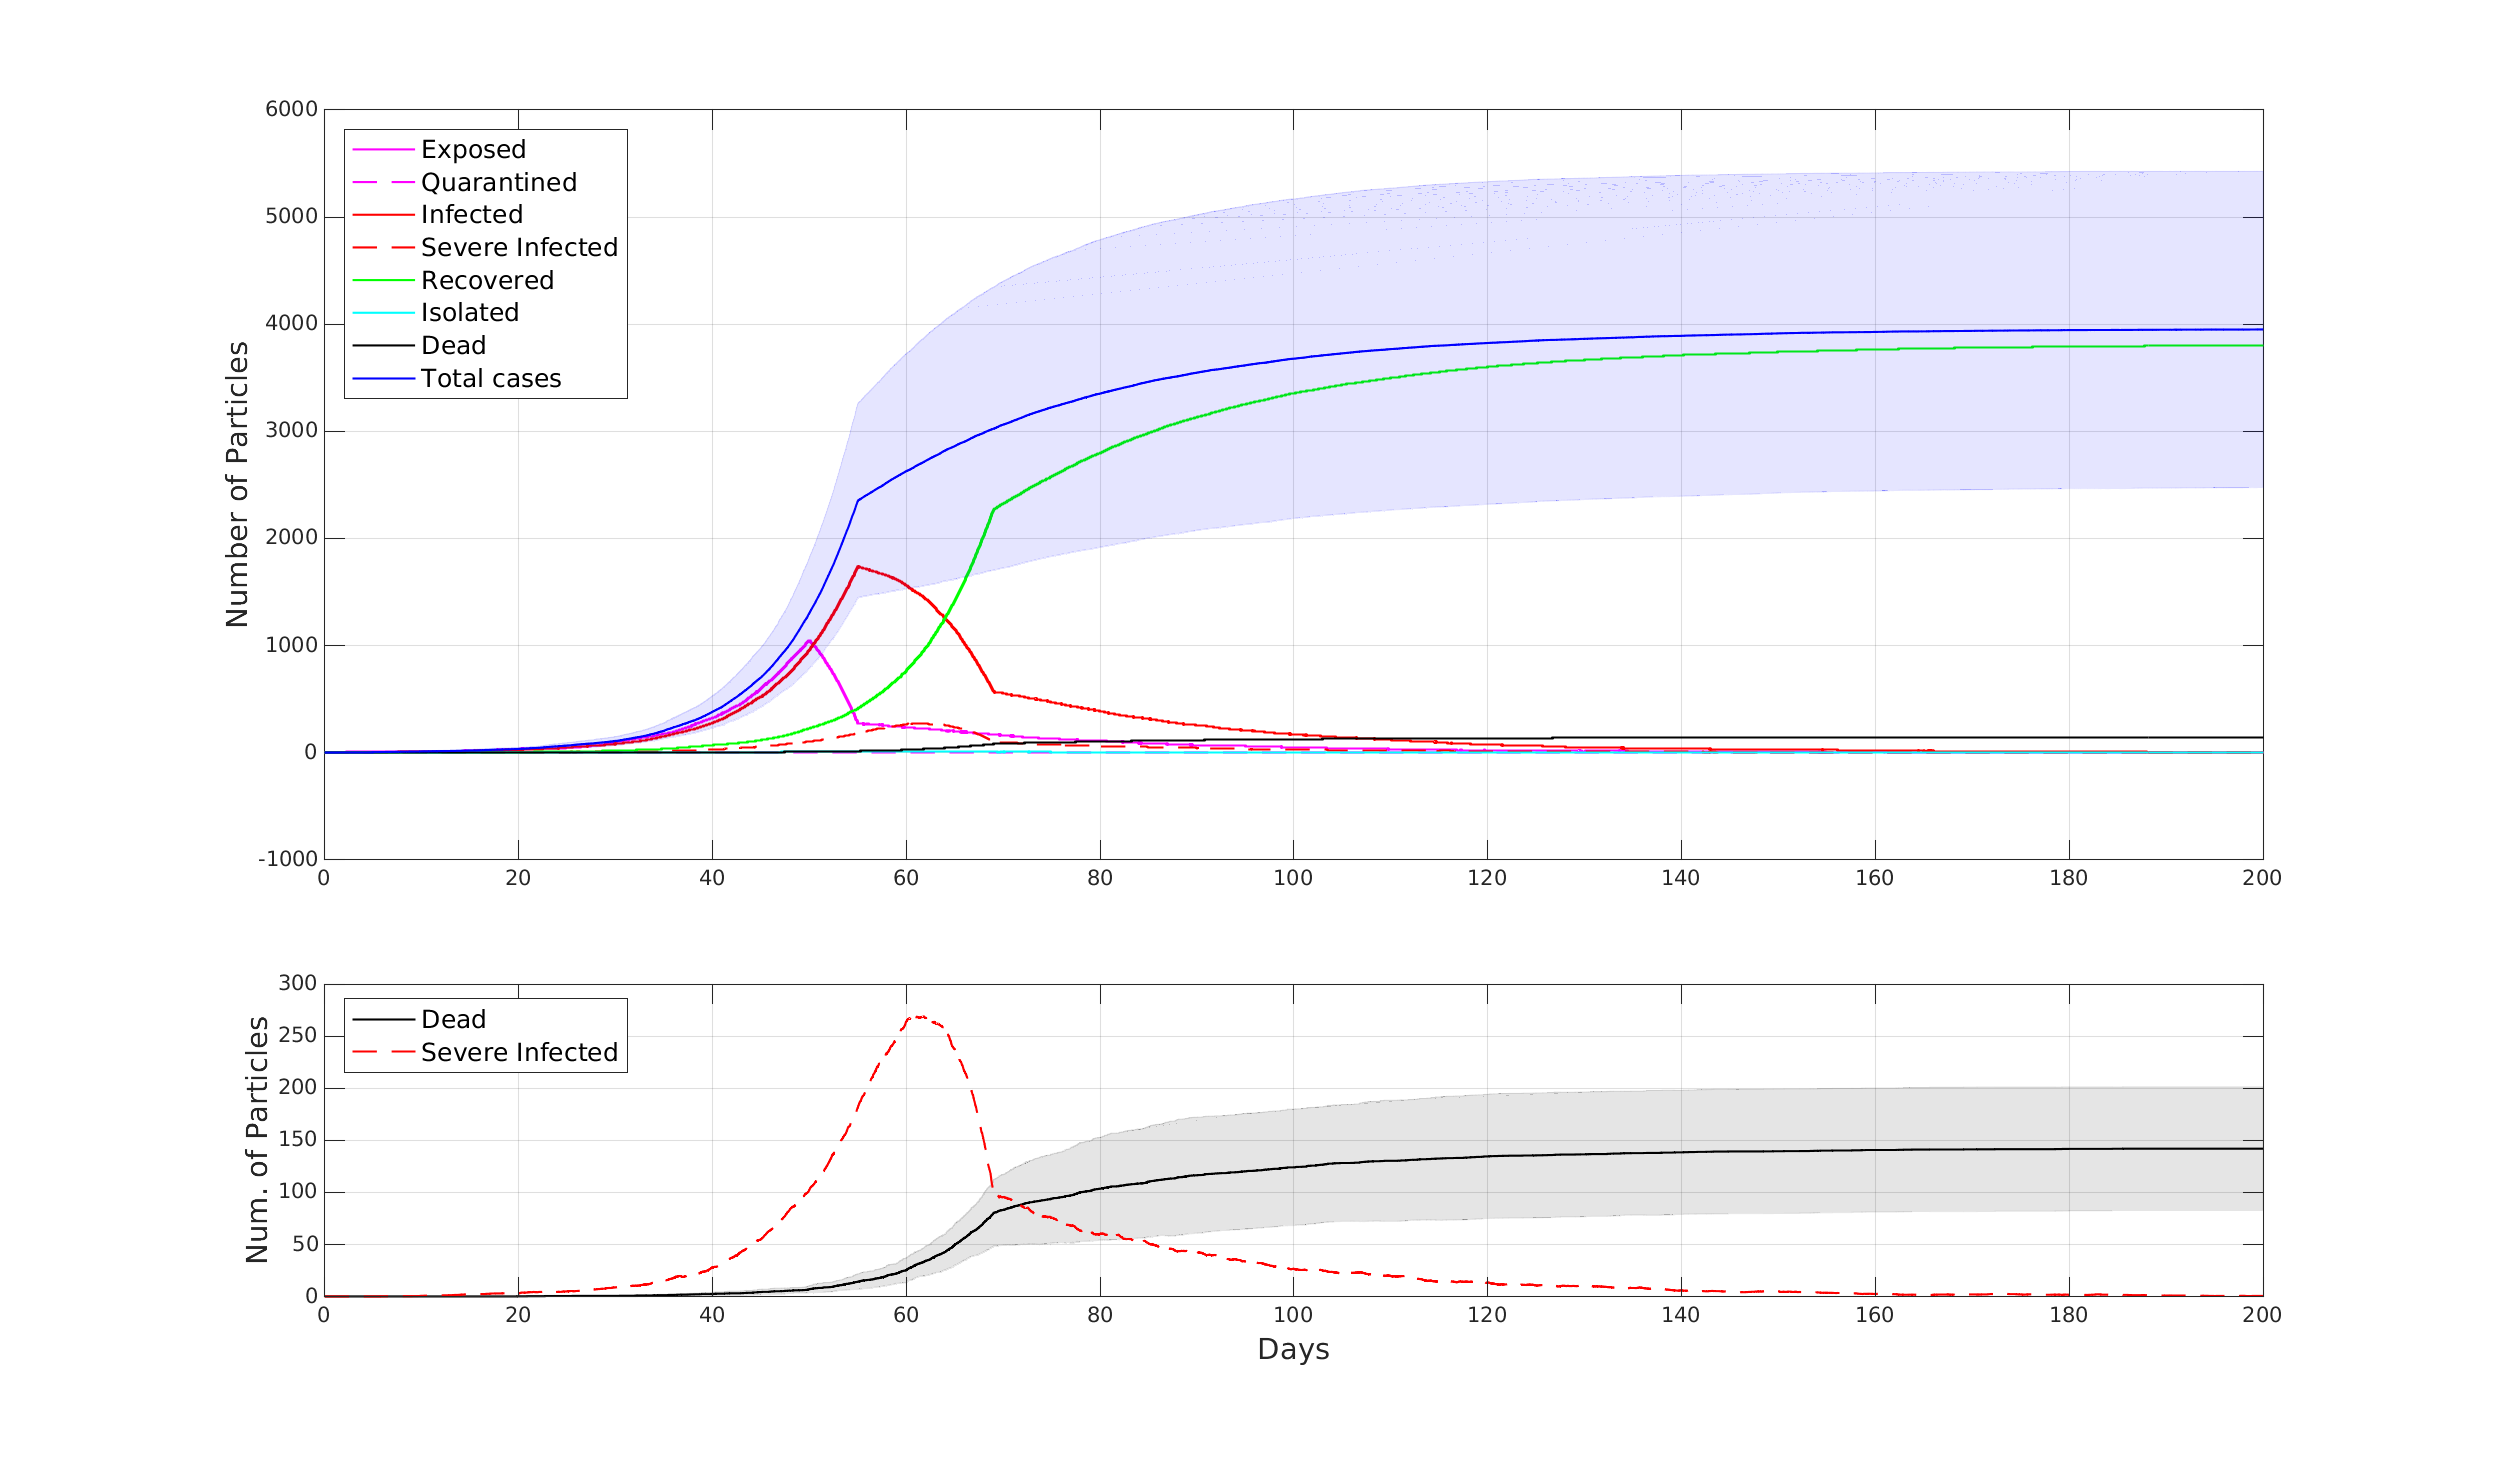 6000
5000
4000
3000
2000
1000
0
-1000
Number of Particles
Exposed
Quarantined
Infected
Severe Infected
Recovered
Isolated
Dead
Total cases
0 20 40 60 80 100 120 140 160 180 200
300
250
200
150
100
50
0
Num. of Particles
Dead
Severe Infected
0 20 40 60 80 100 120 140 160 180 200
Days